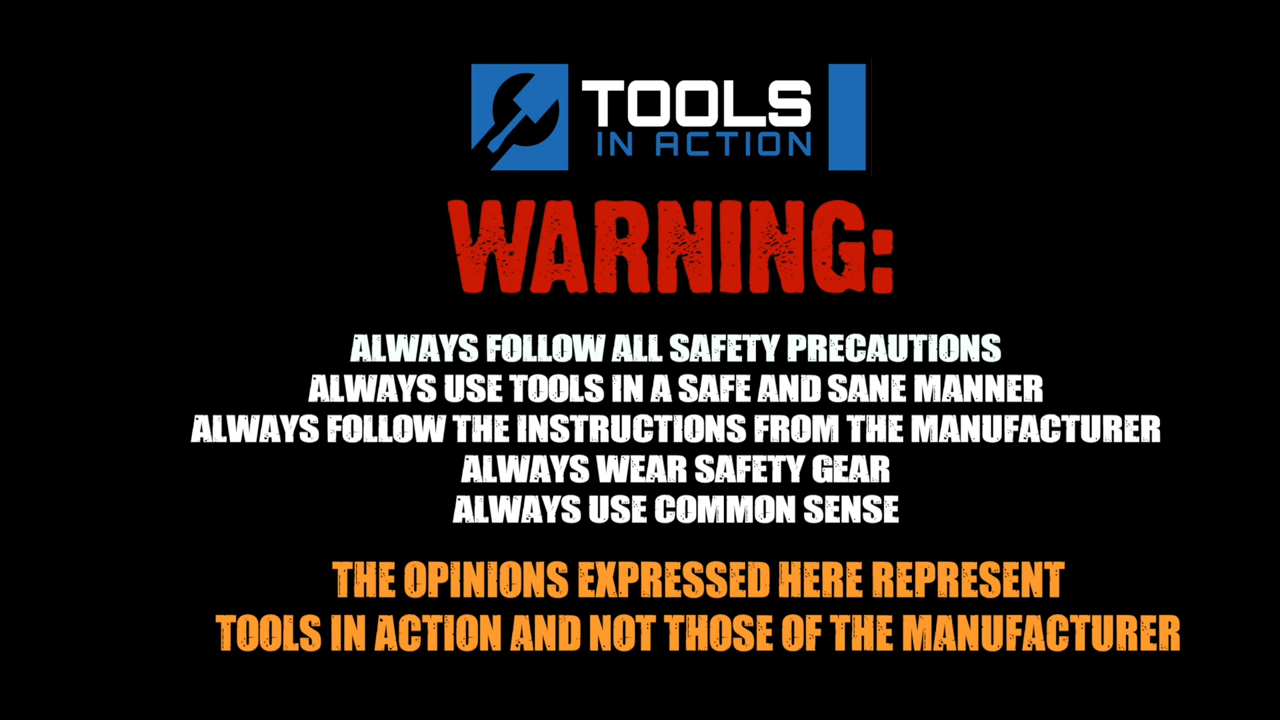 TOOLS
IN ACTION
WARNING:
ALWAYS FOLLOW ALL SAFETY PRECAUTIONS
ALWAYS USE TOOLS IN A SAFE AND SANE MANNER
ALWAYS FOLLOW THE INSTRUCTIONS FROM THE MANUFACTURER
ALWAYS WEAR SAFETY GEAR
ALWAYS USE COMMON SENSE
THE OPINIONS EXPRESSED HERE REPRESENT
TOOLS IN ACTION AND NOT THOSE OF THE MANUFACTURER